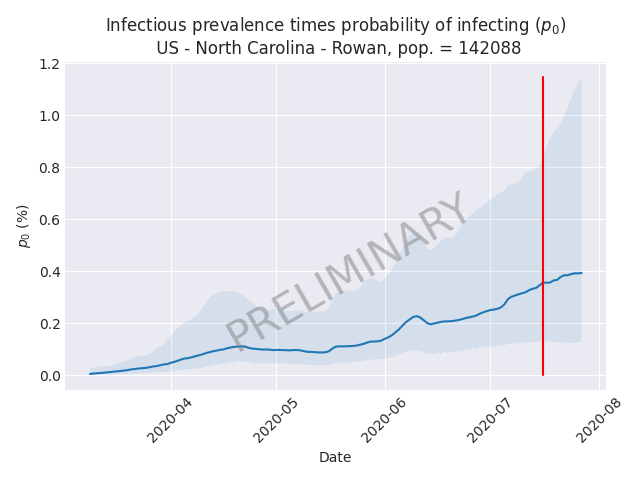 Infectious prevalence times probability of infecting (p₀)
US - North Carolina - Rowan, pop. = 142088
1.2
1.0
0.8
0.6
0.4
0.2
0.0
p₀ (%)
PRELIMINARY
2020-04
2020-05
2020-06
2020-07
2020-08
Date